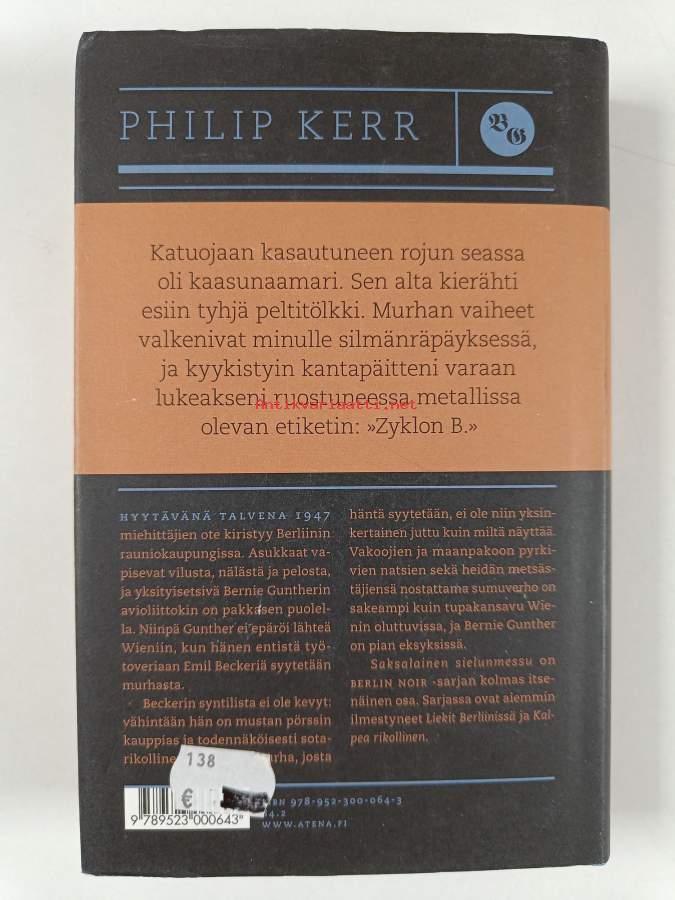 PHILIP KERR
BG
Katuojaan kasautuneen rojun seassa
oli kaasunaamari. Sen alta kierähti
esiin tyhjä peltitölkki. Murhan vaiheet
valkenivat minulle silmänräpäyksessä,
ja kyykistyin kantapäitteni varaan
lukeakseni ruostuneessa metallissa
Antikvariaatti.net
olevan etiketin: »Zyklon B.»
HYYTÄVÄNÄ TALVENA 1947
miehittäjien ote kiristyy Berliinin
rauniokaupungissa. Asukkaat va-
pisevat vilusta, nälästä ja pelosta,
ja yksityisetsivä Bernie Guntherin
avioliittokin on pakkasen puolel-
la. Niinpä Gunther ei epäröi lähteä
Wieniin, kun hänen entistä työ-
toveriaan Emil Beckeriä syytetään
murhasta.
Beckerin syntilista ei ole kevyt:
vähintään hän on mustan pörssin
kauppias ja todennäköisesti sota-
rikolline
rha, josta
häntä syytetään, ei ole niin yksin-
kertainen juttu kuin miltä näyttää.
Vakoojien ja maanpakoon pyrki-
vien natsien sekä heidän metsäs-
täjiensä nostattama sumuverho on
sakeampi kuin tupakansavu Wie-
nin oluttuvissa, ja Bernie Gunther
on pian eksyksissä.
Saksalainen sielunmessu on
BERLIN NOIR -sarjan kolmas itse-
näinen osa. Sarjassa ovat aiemmin
ilmestyneet Liekit Berliinissä ja Kal-
pea rikollinen.
138
€
ISBN 978-952-300-064-3
84.2
WWW.ATENA.FI
9 789523 000643